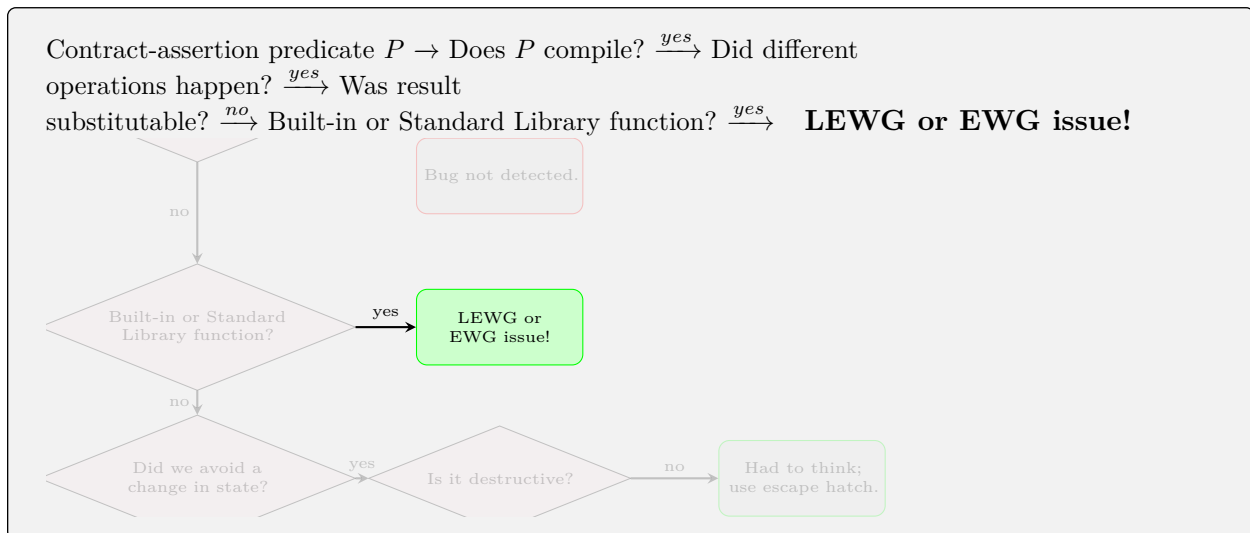 Contract-assertion predicate P → Does P compile? yes⟶ Did different
operations happen? yes⟶ Was result
substitutable? no⟶ Built-in or Standard Library function? yes⟶ LEWG or EWG issue!
Bug not detected.
no
Built-in or Standard
Library function?
yes
LEWG or
EWG issue!
no
Did we avoid a
change in state?
yes
Is it destructive?
no
Had to think;
use escape hatch.